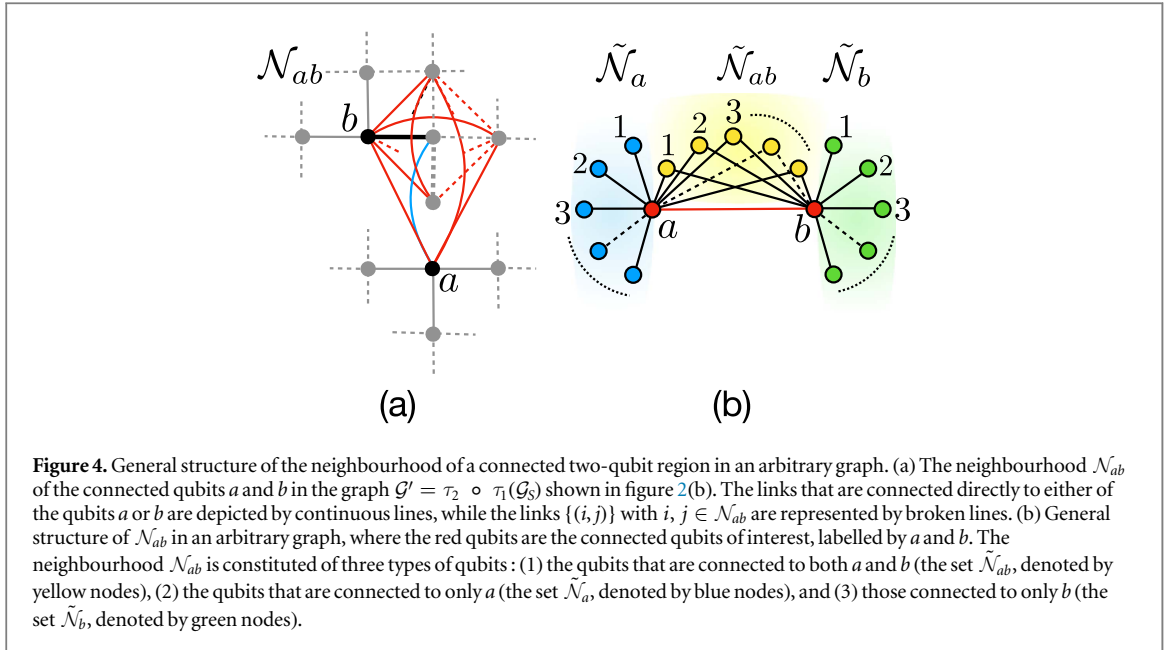 𝒩ab
b
a
(a)
Ña Ñab Ñb
1
2
3
1
2
3
1
2
3
a
b
(b)
Figure 4. General structure of the neighbourhood of a connected two-qubit region in an arbitrary graph. (a) The neighbourhood 𝒩ab
of the connected qubits a and b in the graph 𝒢′ = τ2 ∘ τ1(𝒢S) shown in figure 2(b). The links that are connected directly to either of
the qubits a or b are depicted by continuous lines, while the links {(i, j)} with i, j ∈ 𝒩ab are represented by broken lines. (b) General
structure of 𝒩ab in an arbitrary graph, where the red qubits are the connected qubits of interest, labelled by a and b. The
neighbourhood 𝒩ab is constituted of three types of qubits : (1) the qubits that are connected to both a and b (the set Ñab, denoted by
yellow nodes), (2) the qubits that are connected to only a (the set Ña, denoted by blue nodes), and (3) those connected to only b (the
set Ñb, denoted by green nodes).